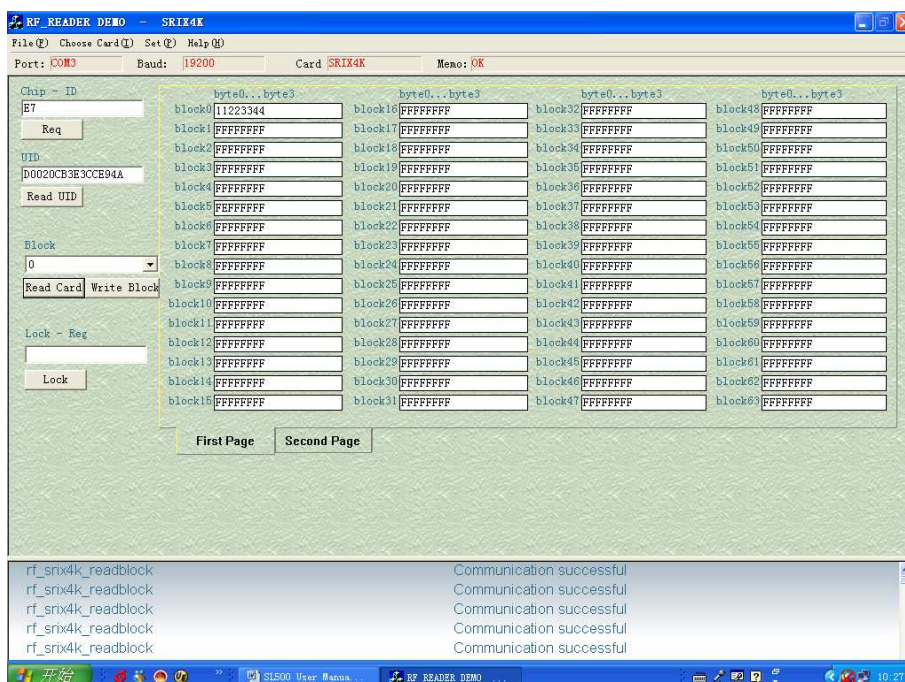 RF_READER DEMO - SRIX4K
File(F) Choose Card(I) Set(P) Help(H)
Port: COM3 Baud: 19200 Card SRIX4K Memo: OK
Chip - ID
E7
Req
UID
D0020CB3E3CCE94A
Read UID
Block
0
Read Card Write Block
Lock - Reg
Lock
byte0...byte3 byte0...byte3 byte0...byte3 byte0...byte3
block0 11223344 block16 FFFFFFFF block32 FFFFFFFF block48 FFFFFFFF
block1 FFFFFFFF block17 FFFFFFFF block33 FFFFFFFF block49 FFFFFFFF
block2 FFFFFFFF block18 FFFFFFFF block34 FFFFFFFF block50 FFFFFFFF
block3 FFFFFFFF block19 FFFFFFFF block35 FFFFFFFF block51 FFFFFFFF
block4 FFFFFFFF block20 FFFFFFFF block36 FFFFFFFF block52 FFFFFFFF
block5 FEFFFFFF block21 FFFFFFFF block37 FFFFFFFF block53 FFFFFFFF
block6 FFFFFFFF block22 FFFFFFFF block38 FFFFFFFF block54 FFFFFFFF
block7 FFFFFFFF block23 FFFFFFFF block39 FFFFFFFF block55 FFFFFFFF
block8 FFFFFFFF block24 FFFFFFFF block40 FFFFFFFF block56 FFFFFFFF
block9 FFFFFFFF block25 FFFFFFFF block41 FFFFFFFF block57 FFFFFFFF
block10 FFFFFFFF block26 FFFFFFFF block42 FFFFFFFF block58 FFFFFFFF
block11 FFFFFFFF block27 FFFFFFFF block43 FFFFFFFF block59 FFFFFFFF
block12 FFFFFFFF block28 FFFFFFFF block44 FFFFFFFF block60 FFFFFFFF
block13 FFFFFFFF block29 FFFFFFFF block45 FFFFFFFF block61 FFFFFFFF
block14 FFFFFFFF block30 FFFFFFFF block46 FFFFFFFF block62 FFFFFFFF
block15 FFFFFFFF block31 FFFFFFFF block47 FFFFFFFF block63 FFFFFFFF
First Page Second Page
rf_srix4k_readblock Communication successful
rf_srix4k_readblock Communication successful
rf_srix4k_readblock Communication successful
rf_srix4k_readblock Communication successful
rf_srix4k_readblock Communication successful
开始 SL500 User Manua... RF READER DEMO ... 10:27